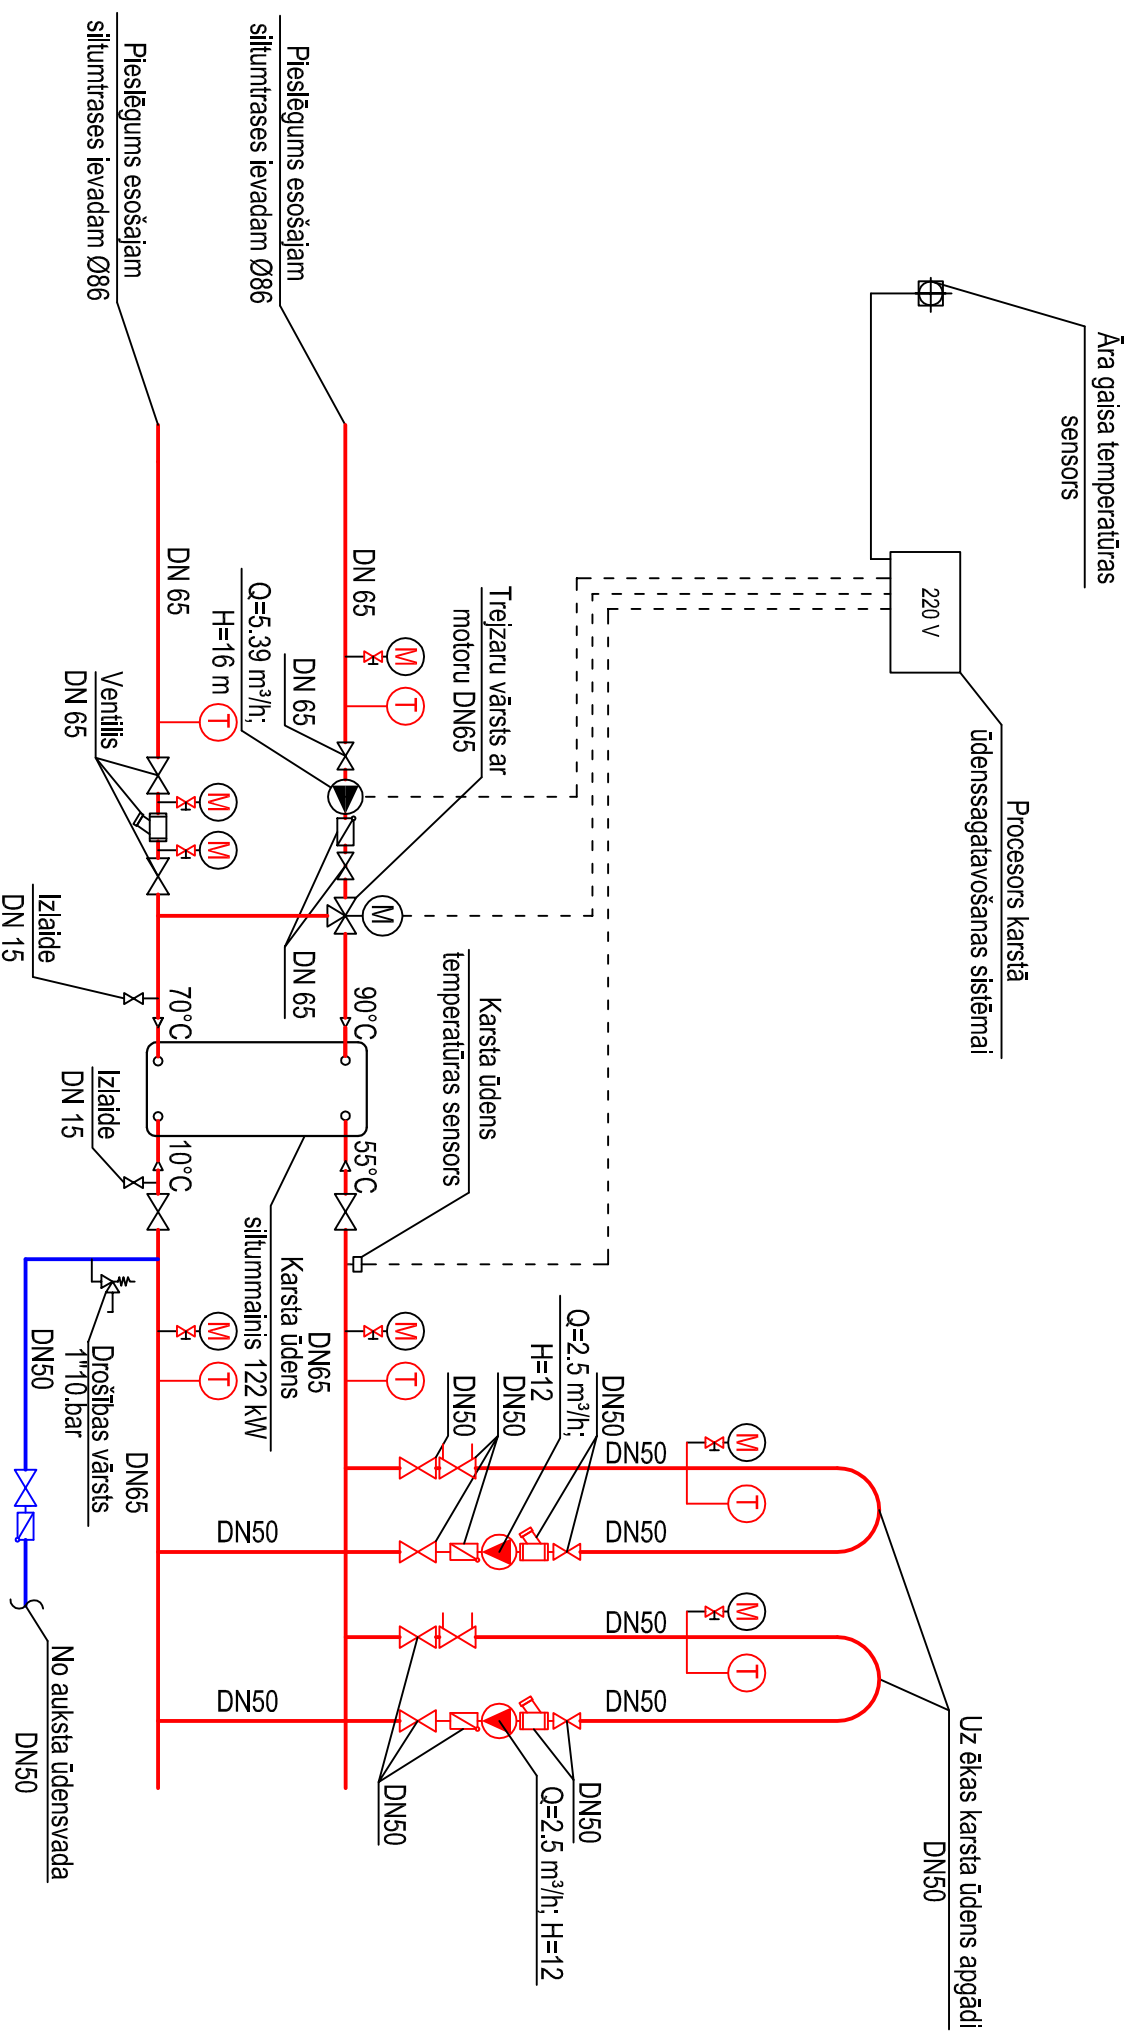 Āra gaisa temperatūras
sensors
220 V
Procesors karstā
ūdenssagatavošanas sistēmai
Uz ēkas karsta ūdens apgādi
DN50
Pieslēgums esošajam
siltumtrases ievadam Ø86
Pieslēgums esošajam
siltumtrases ievadam Ø86
DN 65
DN 65
M
T
T
M
M
M
Q=5.39 m³/h;
H=16 m
DN 65
Trejzaru vārsts ar
motoru DN65
DN 65
Ventilis
DN 65
Izlaide
DN 15
90°C
70°C
55°C
10°C
Izlaide
DN 15
Karsta ūdens
temperatūras sensors
Karsta ūdens
siltummainis 122 kW
DN65
M
T
M
T
Drošības vārsts
1"10.bar
DN65
DN50
No auksta ūdensvada
DN50
DN50
DN50
Q=2.5 m³/h;
H=12
DN50
DN50
DN50
DN50
M
T
DN50
DN50
DN50
M
T
DN50
DN50
DN50
Q=2.5 m³/h; H=12